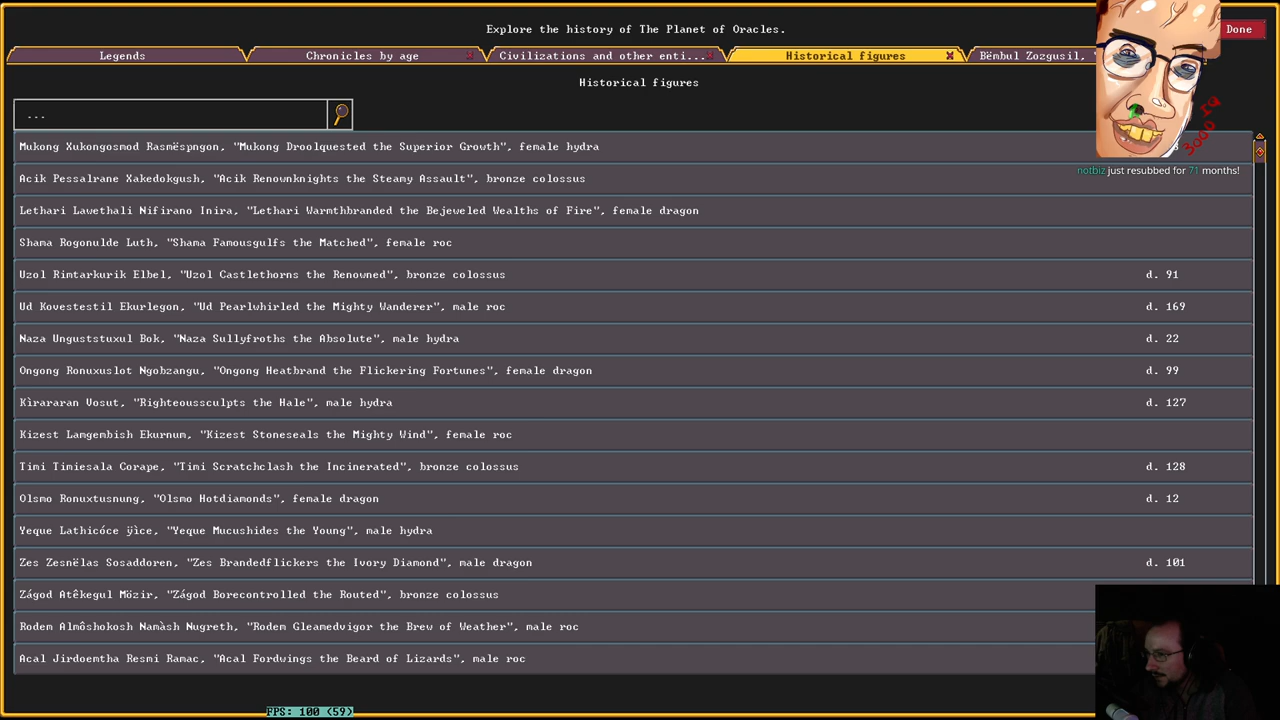 Explore the history of The Planet of Oracles.
Done
Legends
Chronicles by age
Civilizations and other enti...
Historical figures
Bëmbul Zozgusil,
Historical figures
...
3000 IQ
notbiz just resubbed for 71 months!
Mukong Xukongosmod Rasmëspngon, "Mukong Droolquested the Superior Growth", female hydra
Acik Pessalrane Xakedokgush, "Acik Renownknights the Steamy Assault", bronze colossus
Lethari Lawethali Nifirano Inira, "Lethari Warmthbranded the Bejeweled Wealths of Fire", female dragon
Shama Rogonulde Luth, "Shama Famousgulfs the Matched", female roc
Uzol Rimtarkurik Elbel, "Uzol Castlethorns the Renowned", bronze colossus d. 91
Ud Kovestestil Ekurlegon, "Ud Pearlwhirled the Mighty Wanderer", male roc d. 169
Naza Unguststuxul Bok, "Naza Sullyfroths the Absolute", male hydra d. 22
Ongong Ronuxuslot Ngobzangu, "Ongong Heatbrand the Flickering Fortunes", female dragon d. 99
Kìrararan Vosut, "Righteoussculpts the Hale", male hydra d. 127
Kizest Lamgembish Ekurnum, "Kizest Stoneseals the Mighty Wind", female roc
Timi Timiesala Corape, "Timi Scratchclash the Incinerated", bronze colossus d. 128
Olsmo Ronuxtusnung, "Olsmo Hotdiamonds", female dragon d. 12
Yeque Lathicóce ÿìce, "Yeque Mucushides the Young", male hydra
Zes Zesnëlas Sosaddoren, "Zes Brandedflickers the Ivory Diamond", male dragon d. 101
Zágod Atêkegul Mözir, "Zágod Borecontrolled the Routed", bronze colossus
Rodem Almôshokosh Namàsh Nugreth, "Rodem Gleamedvigor the Brew of Weather", male roc
Acal Jirdoemtha Resmi Ramac, "Acal Fordwings the Beard of Lizards", male roc
FPS: 100 (59)